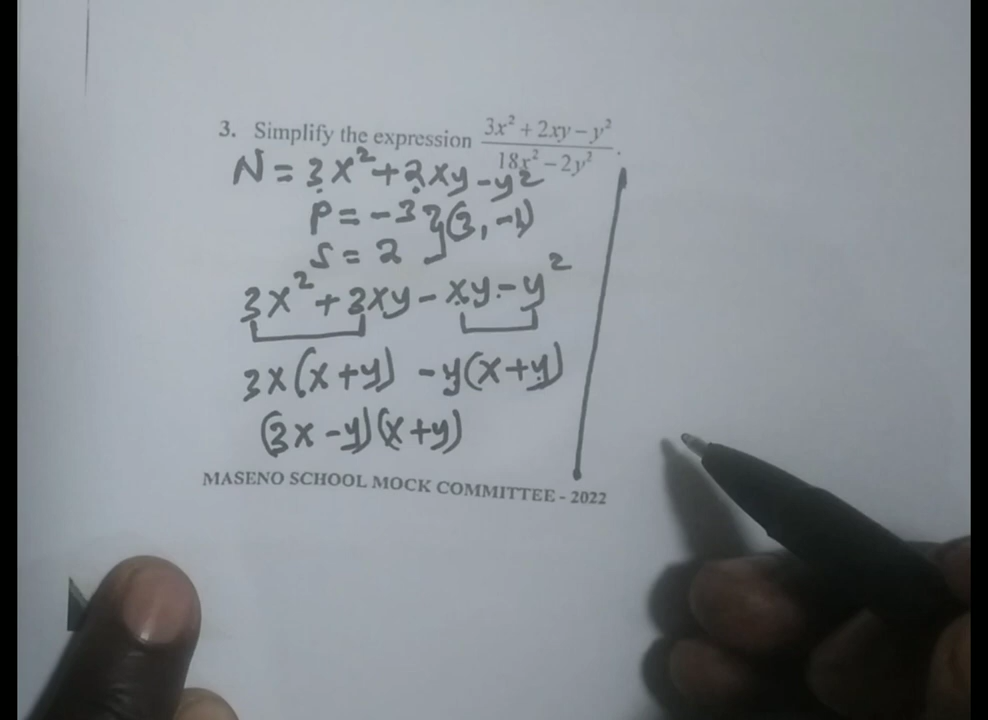 3. Simplify the expression (3x² + 2xy − y²)/(18x² − 2y²).
N = 3x² + 2xy − y²
P = −3 } (3, −1)
S = 2
3x² + 3xy − xy − y²
3x(x + y) − y(x + y)
(3x − y)(x + y)
MASENO SCHOOL MOCK COMMITTEE - 2022